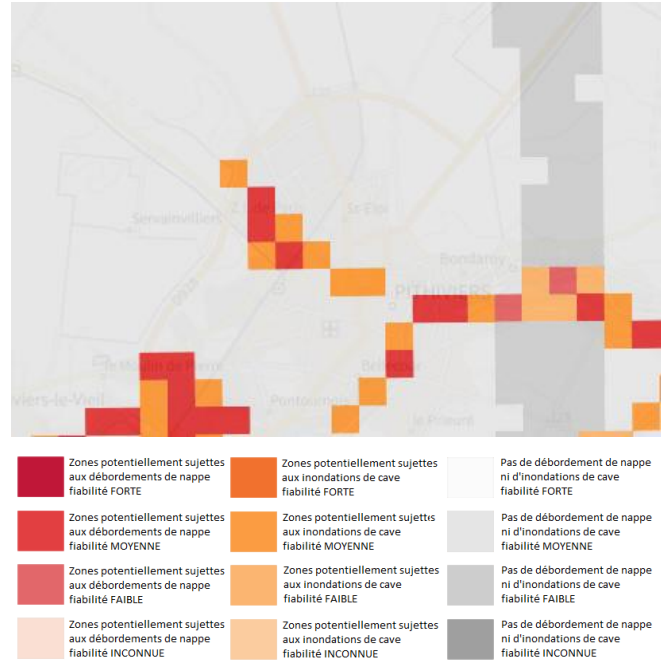 Servainvilliers
St-Eloi
Bondaroy
PITHIVIERS
le Moulin de Pierre
viers-le-Vieil
Pontournois
le Prieuré
Zones potentiellement sujettes
aux débordements de nappe
fiabilité FORTE
Zones potentiellement sujettes
aux inondations de cave
fiabilité FORTE
Pas de débordement de nappe
ni d'inondations de cave
fiabilité FORTE
Zones potentiellement sujettes
aux débordements de nappe
fiabilité MOYENNE
Zones potentiellement sujettes
aux inondations de cave
fiabilité MOYENNE
Pas de débordement de nappe
ni d'inondations de cave
fiabilité MOYENNE
Zones potentiellement sujettes
aux débordements de nappe
fiabilité FAIBLE
Zones potentiellement sujettes
aux inondations de cave
fiabilité FAIBLE
Pas de débordement de nappe
ni d'inondations de cave
fiabilité FAIBLE
Zones potentiellement sujettes
aux débordements de nappe
fiabilité INCONNUE
Zones potentiellement sujettes
aux inondations de cave
fiabilité INCONNUE
Pas de débordement de nappe
ni d'inondations de cave
fiabilité INCONNUE